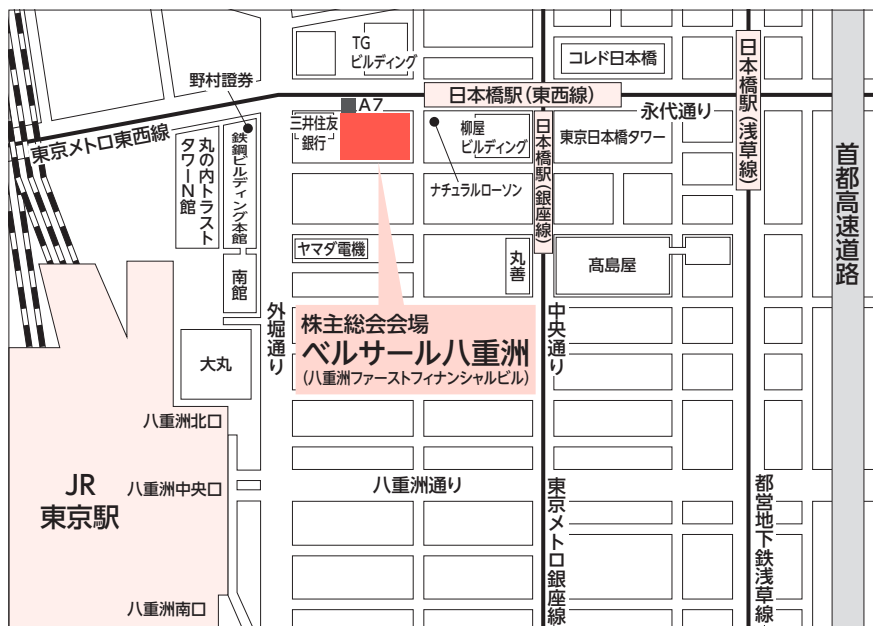 TG
ビルディング
コレド日本橋
日本橋駅（浅草線）
野村證券
A7
日本橋駅（東西線）
永代通り
東京メトロ東西線
三井住友
銀行
柳屋
ビルディング
日本橋駅（銀座線）
東京日本橋タワー
首都高速道路
丸の内トラスト
タワーN館
鉄鋼ビルディング本館
ナチュラルローソン
ヤマダ電機
丸善
髙島屋
南館
外堀通り
株主総会会場
ベルサール八重洲
（八重洲ファーストフィナンシャルビル）
中央通り
大丸
八重洲北口
JR
東京駅
八重洲中央口
八重洲通り
東京メトロ銀座線
都営地下鉄浅草線
八重洲南口